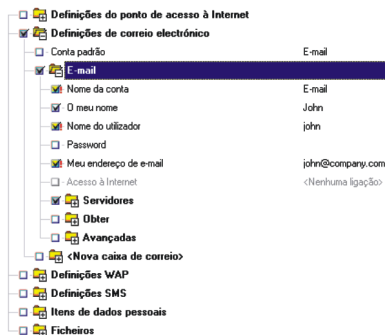 Definições do ponto de acesso à Internet
Definições de correio electrónico
Conta padrão E-mail
E-mail
Nome da conta E-mail
O meu nome John
Nome do utilizador john
Password
Meu endereço de e-mail john@company.com
Acesso à Internet <Nenhuma ligação>
Servidores
Obter
Avançadas
<Nova caixa de correio>
Definições WAP
Definições SMS
Itens de dados pessoais
Ficheiros